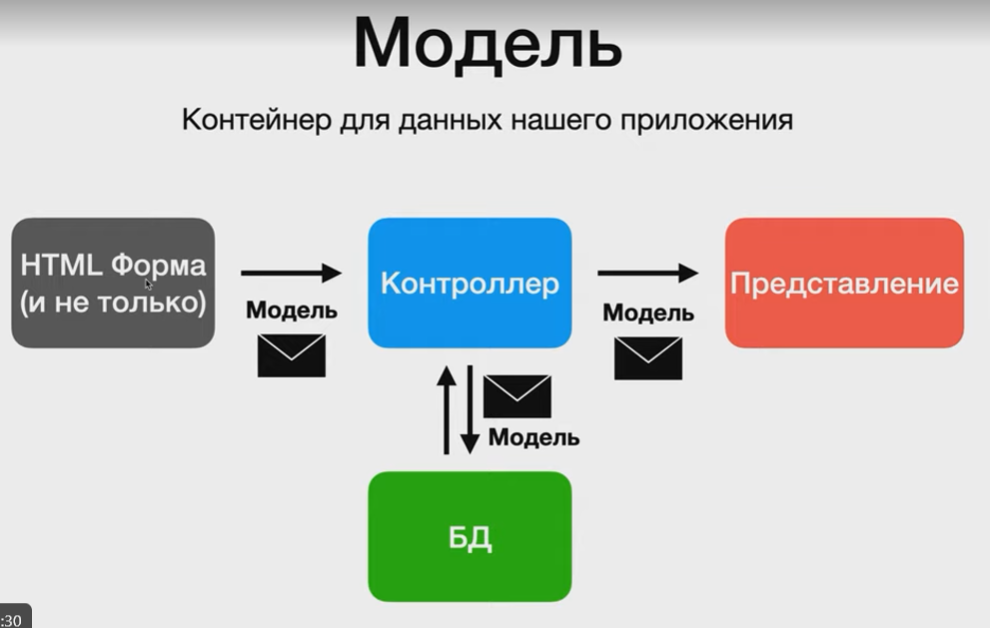 Модель
Контейнер для данных нашего приложения
HTML Форма
(и не только)
Модель
Контроллер
Модель
Представление
Модель
БД
:30